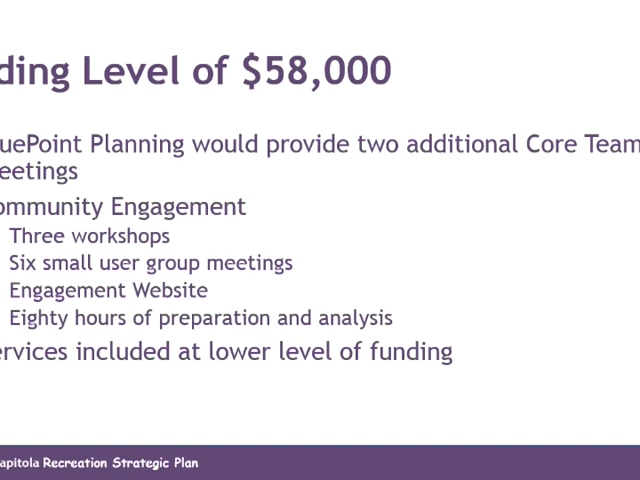 ding Level of $58,000
uePoint Planning would provide two additional Core Team
eetings
ommunity Engagement
Three workshops
Six small user group meetings
Engagement Website
Eighty hours of preparation and analysis
ervices included at lower level of funding
apitola Recreation Strategic Plan